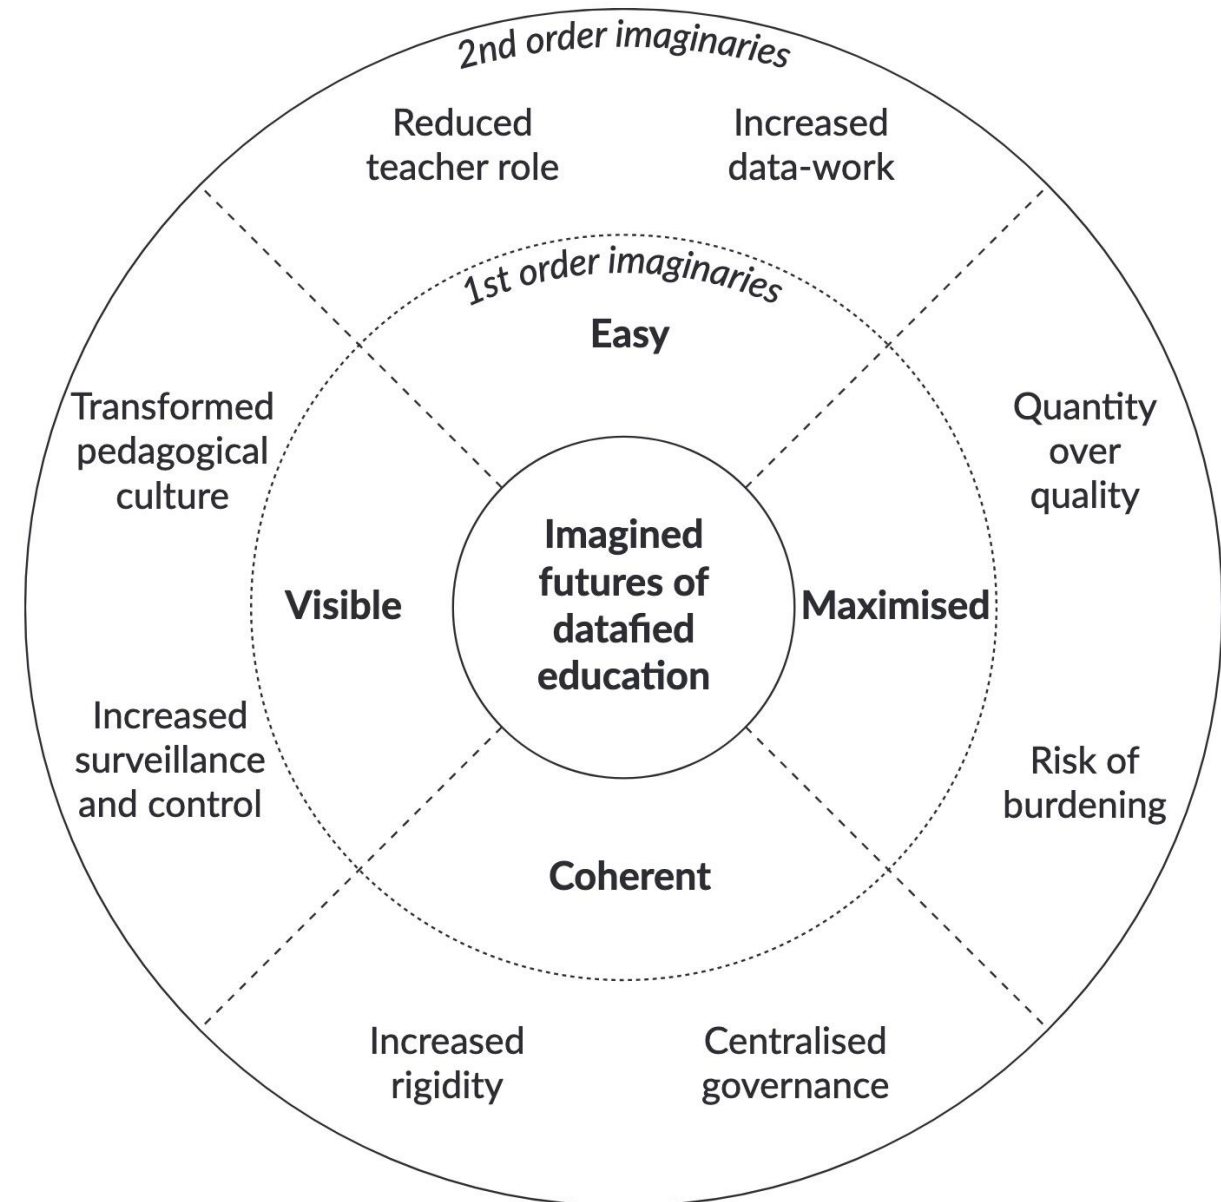 2nd order imaginaries
Reduced
teacher role
Increased
data-work
1st order imaginaries
Easy
Transformed
pedagogical
culture
Quantity
over
quality
Visible
Imagined
futures of
datafied
education
Maximised
Increased
surveillance
and control
Risk of
burdening
Coherent
Increased
rigidity
Centralised
governance